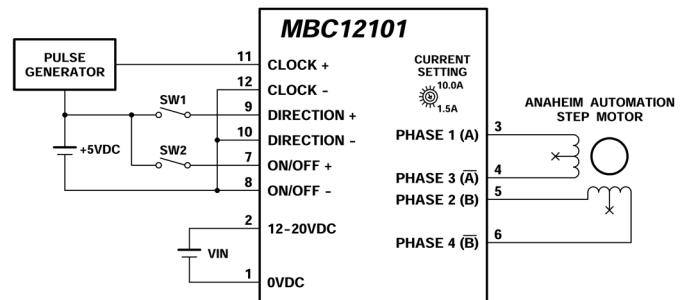 MBC12101
PULSE
GENERATOR
11 CLOCK +
12 CLOCK -
SW1
9 DIRECTION +
10 DIRECTION -
+5VDC
SW2
7 ON/OFF +
8 ON/OFF -
2 12-20VDC
VIN
1 0VDC
CURRENT
SETTING
10.0A
1.5A
ANAHEIM AUTOMATION
STEP MOTOR
PHASE 1 (A) 3
PHASE 3 (A̅) 4
PHASE 2 (B) 5
PHASE 4 (B̅) 6